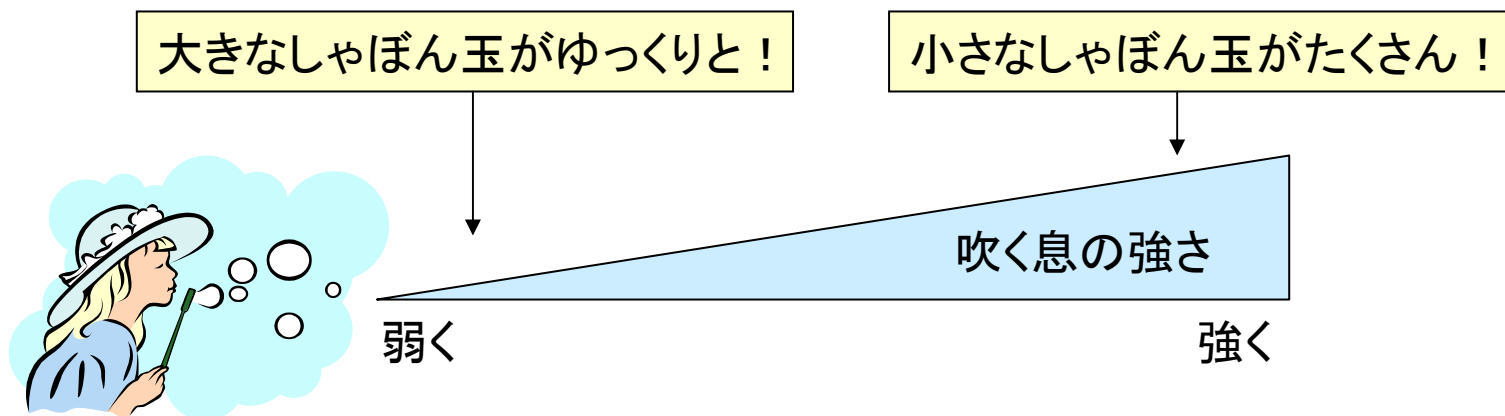 大きなしゃぼん玉がゆっくりと！
小さなしゃぼん玉がたくさん！
吹く息の強さ
弱く
強く